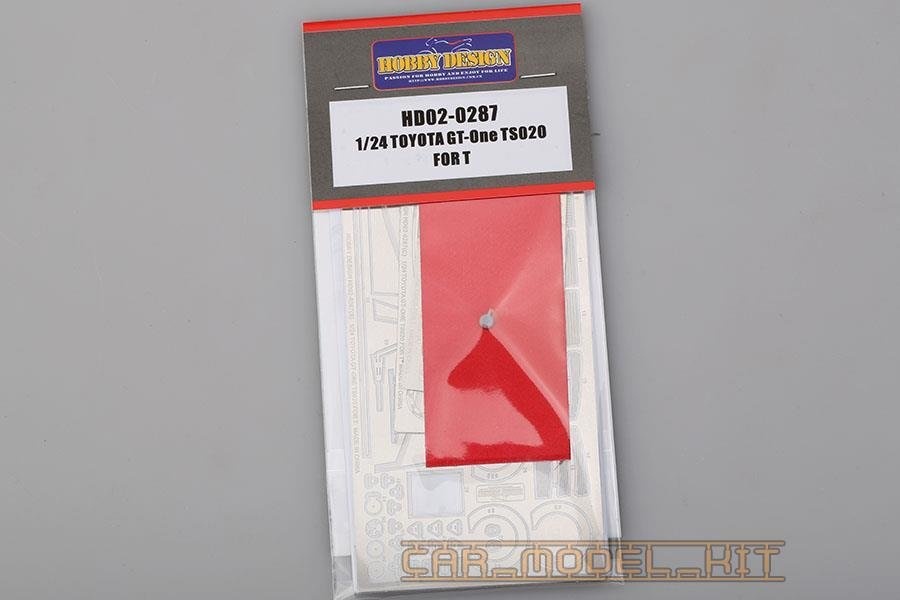 HOBBY DESIGN
PASSION FOR HOBBY AND ENJOY FOR LIFE
HD02-0287
1/24 TOYOTA GT-One TS020
FOR T
CAR_MODEL_KIT